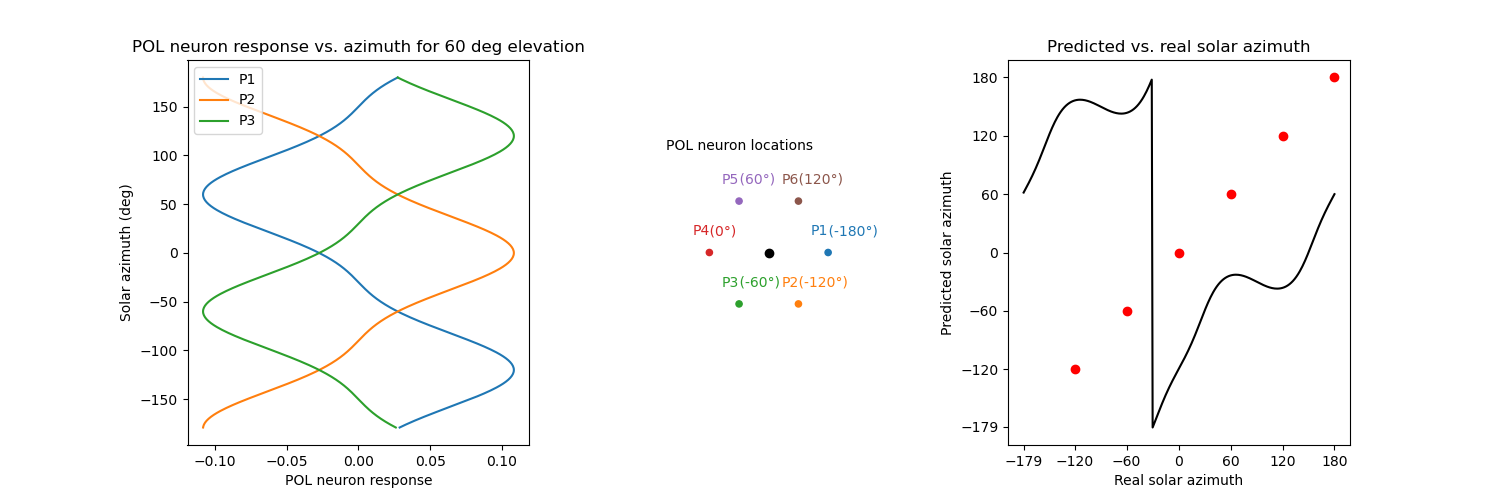 POL neuron response vs. azimuth for 60 deg elevation
P1
P2
P3
150
100
50
0
−50
−100
−150
Solar azimuth (deg)
−0.10 −0.05 0.00 0.05 0.10
POL neuron response
POL neuron locations
P5(60°) P6(120°)
P4(0°) P1(-180°)
P3(-60°) P2(-120°)
Predicted vs. real solar azimuth
180
120
60
0
−60
−120
−179
Predicted solar azimuth
−179 −120 −60 0 60 120 180
Real solar azimuth